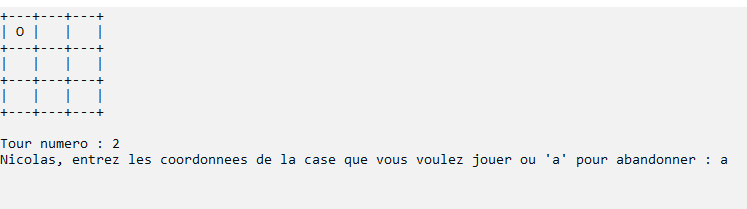 +---+---+---+
| O |   |   |
+---+---+---+
|   |   |   |
+---+---+---+
|   |   |   |
+---+---+---+
Tour numero : 2
Nicolas, entrez les coordonnees de la case que vous voulez jouer ou 'a' pour abandonner : a